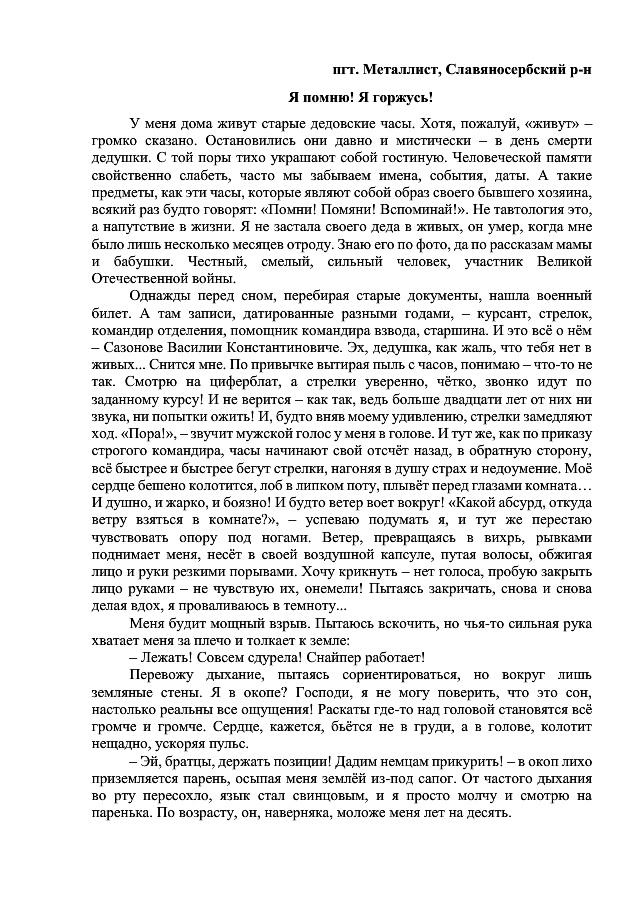 пгт. Металлист, Славяносербский р-н
Я помню! Я горжусь!
У меня дома живут старые дедовские часы. Хотя, пожалуй, «живут» –
громко сказано. Остановились они давно и мистически – в день смерти
дедушки. С той поры тихо украшают собой гостиную. Человеческой памяти
свойственно слабеть, часто мы забываем имена, события, даты. А такие
предметы, как эти часы, которые являют собой образ своего бывшего хозяина,
всякий раз будто говорят: «Помни! Помяни! Вспоминай!». Не тавтология это,
а напутствие в жизни. Я не застала своего деда в живых, он умер, когда мне
было лишь несколько месяцев отроду. Знаю его по фото, да по рассказам мамы
и бабушки. Честный, смелый, сильный человек, участник Великой
Отечественной войны.
Однажды перед сном, перебирая старые документы, нашла военный
билет. А там записи, датированные разными годами, – курсант, стрелок,
командир отделения, помощник командира взвода, старшина. И это всё о нём
– Сазонове Василии Константиновиче. Эх, дедушка, как жаль, что тебя нет в
живых... Снится мне. По привычке вытирая пыль с часов, понимаю – что-то не
так. Смотрю на циферблат, а стрелки уверенно, чётко, звонко идут по
заданному курсу! И не верится – как так, ведь больше двадцати лет от них ни
звука, ни попытки ожить! И, будто вняв моему удивлению, стрелки замедляют
ход. «Пора!», – звучит мужской голос у меня в голове. И тут же, как по приказу
строгого командира, часы начинают свой отсчёт назад, в обратную сторону,
всё быстрее и быстрее бегут стрелки, нагоняя в душу страх и недоумение. Моё
сердце бешено колотится, лоб в липком поту, плывёт перед глазами комната…
И душно, и жарко, и боязно! И будто ветер воет вокруг! «Какой абсурд, откуда
ветру взяться в комнате?», – успеваю подумать я, и тут же перестаю
чувствовать опору под ногами. Ветер, превращаясь в вихрь, рывками
поднимает меня, несёт в своей воздушной капсуле, путая волосы, обжигая
лицо и руки резкими порывами. Хочу крикнуть – нет голоса, пробую закрыть
лицо руками – не чувствую их, онемели! Пытаясь закричать, снова и снова
делая вдох, я проваливаюсь в темноту...
Меня будит мощный взрыв. Пытаюсь вскочить, но чья-то сильная рука
хватает меня за плечо и толкает к земле:
– Лежать! Совсем сдурела! Снайпер работает!
Перевожу дыхание, пытаясь сориентироваться, но вокруг лишь
земляные стены. Я в окопе? Господи, я не могу поверить, что это сон,
настолько реальны все ощущения! Раскаты где-то над головой становятся всё
громче и громче. Сердце, кажется, бьётся не в груди, а в голове, колотит
нещадно, ускоряя пульс.
– Эй, братцы, держать позиции! Дадим немцам прикурить! – в окоп лихо
приземляется парень, осыпая меня землёй из-под сапог. От частого дыхания
во рту пересохло, язык стал свинцовым, и я просто молчу и смотрю на
паренька. По возрасту, он, наверняка, моложе меня лет на десять.